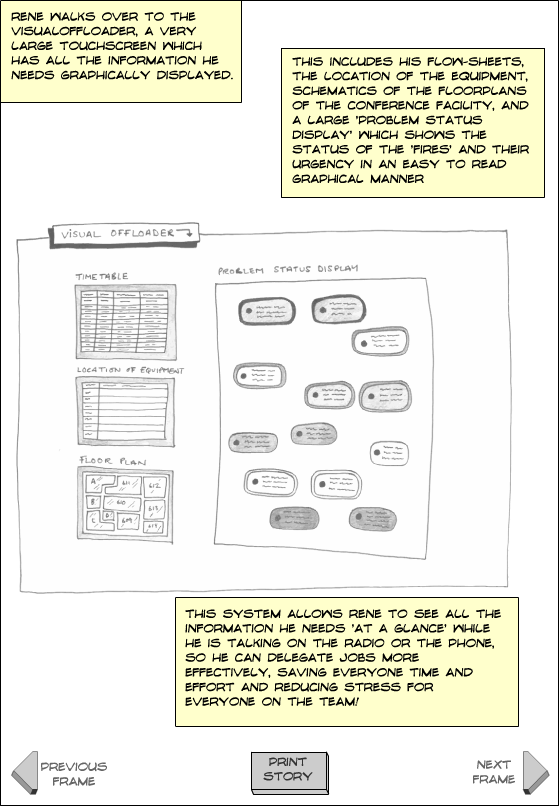 RENE WALKS OVER TO THE
VISUALOFFLOADER, A VERY
LARGE TOUCHSCREEN WHICH
HAS ALL THE INFORMATION HE
NEEDS GRAPHICALLY DISPLAYED.
THIS INCLUDES HIS FLOW-SHEETS,
THE LOCATION OF THE EQUIPMENT,
SCHEMATICS OF THE FLOORPLANS
OF THE CONFERENCE FACILITY, AND
A LARGE 'PROBLEM STATUS
DISPLAY' WHICH SHOWS THE
STATUS OF THE 'FIRES' AND THEIR
URGENCY IN AN EASY TO READ
GRAPHICAL MANNER
VISUAL OFFLOADER
TIMETABLE
LOCATION OF EQUIPMENT
FLOOR PLAN
A 611 612
B 610 613
C D 609
PROBLEM STATUS DISPLAY
THIS SYSTEM ALLOWS RENE TO SEE ALL THE
INFORMATION HE NEEDS 'AT A GLANCE' WHILE
HE IS TALKING ON THE RADIO OR THE PHONE,
SO HE CAN DELEGATE JOBS MORE
EFFECTIVELY, SAVING EVERYONE TIME AND
EFFORT AND REDUCING STRESS FOR
EVERYONE ON THE TEAM!
PREVIOUS
FRAME
PRINT
STORY
NEXT
FRAME